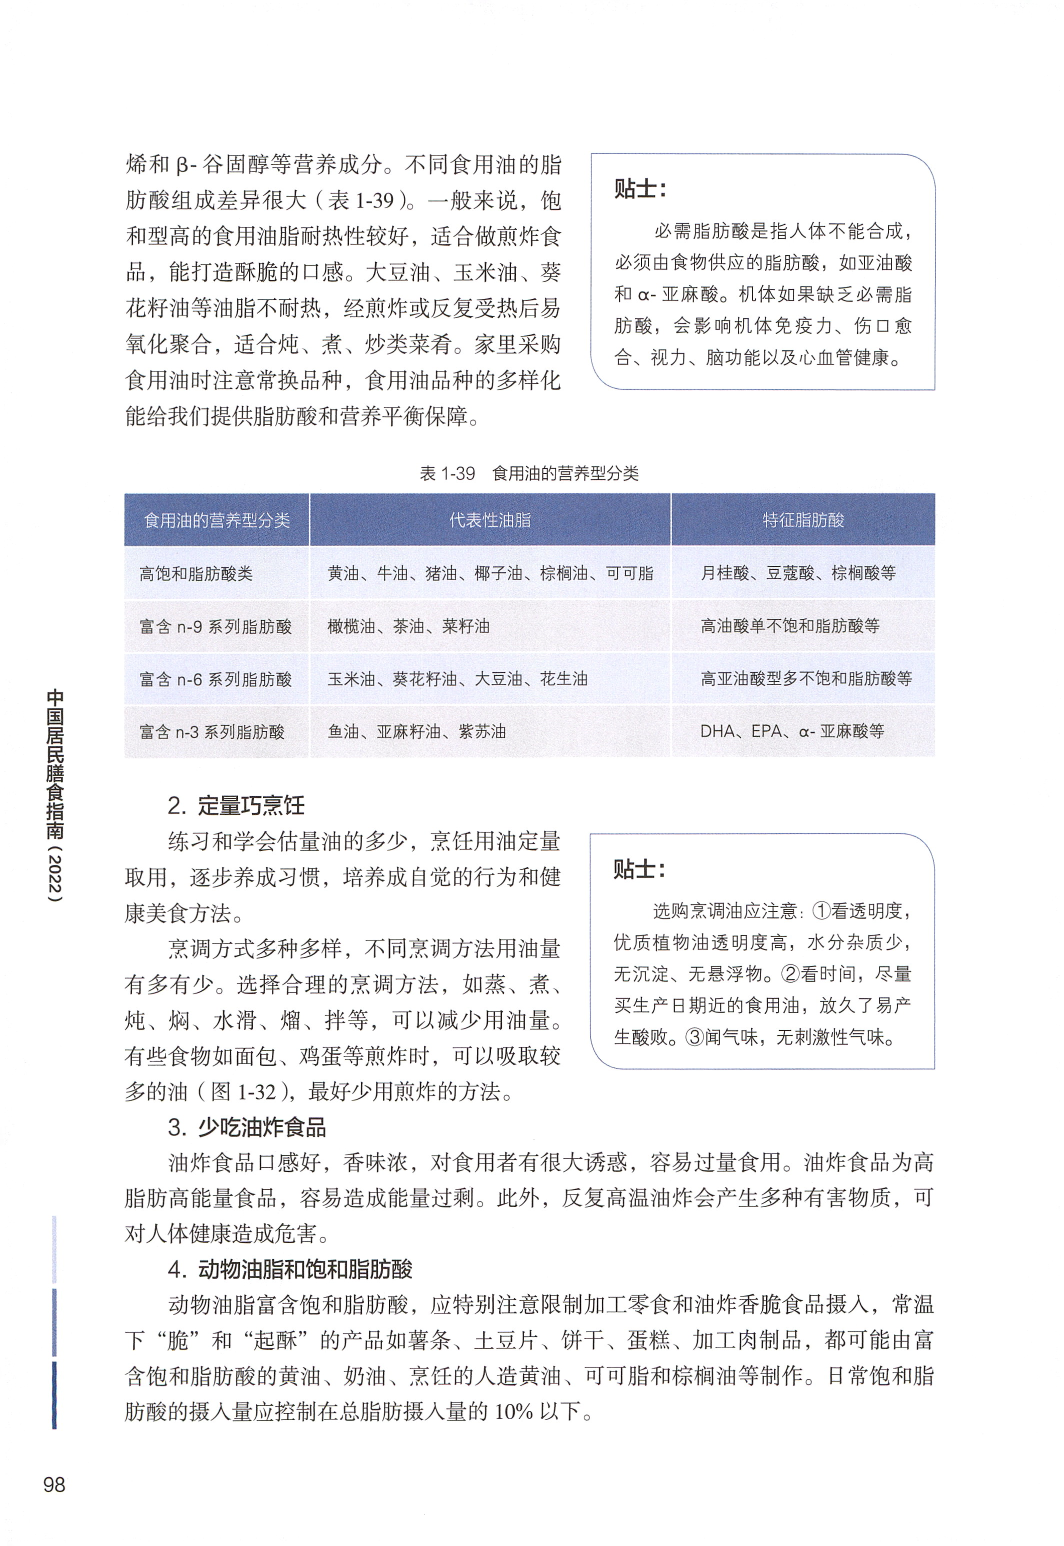 烯和 β- 谷固醇等营养成分。不同食用油的脂
肪酸组成差异很大（表 1-39）。一般来说，饱
和型高的食用油脂耐热性较好，适合做煎炸食
品，能打造酥脆的口感。大豆油、玉米油、葵
花籽油等油脂不耐热，经煎炸或反复受热后易
氧化聚合，适合炖、煮、炒类菜肴。家里采购
食用油时注意常换品种，食用油品种的多样化
能给我们提供脂肪酸和营养平衡保障。
贴士：
必需脂肪酸是指人体不能合成，
必须由食物供应的脂肪酸，如亚油酸
和 α- 亚麻酸。机体如果缺乏必需脂
肪酸，会影响机体免疫力、伤口愈
合、视力、脑功能以及心血管健康。
表 1-39 食用油的营养型分类
食用油的营养型分类 代表性油脂 特征脂肪酸
高饱和脂肪酸类 黄油、牛油、猪油、椰子油、棕榈油、可可脂 月桂酸、豆蔻酸、棕榈酸等
富含 n-9 系列脂肪酸 橄榄油、茶油、菜籽油 高油酸单不饱和脂肪酸等
富含 n-6 系列脂肪酸 玉米油、葵花籽油、大豆油、花生油 高亚油酸型多不饱和脂肪酸等
富含 n-3 系列脂肪酸 鱼油、亚麻籽油、紫苏油 DHA、EPA、α- 亚麻酸等
2. 定量巧烹饪
练习和学会估量油的多少，烹饪用油定量
取用，逐步养成习惯，培养成自觉的行为和健
康美食方法。
烹调方式多种多样，不同烹调方法用油量
有多有少。选择合理的烹调方法，如蒸、煮、
炖、焖、水滑、熘、拌等，可以减少用油量。
有些食物如面包、鸡蛋等煎炸时，可以吸取较
多的油（图 1-32），最好少用煎炸的方法。
贴士：
选购烹调油应注意：①看透明度，
优质植物油透明度高，水分杂质少，
无沉淀、无悬浮物。②看时间，尽量
买生产日期近的食用油，放久了易产
生酸败。③闻气味，无刺激性气味。
3. 少吃油炸食品
油炸食品口感好，香味浓，对食用者有很大诱惑，容易过量食用。油炸食品为高
脂肪高能量食品，容易造成能量过剩。此外，反复高温油炸会产生多种有害物质，可
对人体健康造成危害。
4. 动物油脂和饱和脂肪酸
动物油脂富含饱和脂肪酸，应特别注意限制加工零食和油炸香脆食品摄入，常温
下“脆”和“起酥”的产品如薯条、土豆片、饼干、蛋糕、加工肉制品，都可能由富
含饱和脂肪酸的黄油、奶油、烹饪的人造黄油、可可脂和棕榈油等制作。日常饱和脂
肪酸的摄入量应控制在总脂肪摄入量的 10% 以下。
中国居民膳食指南（2022）
98